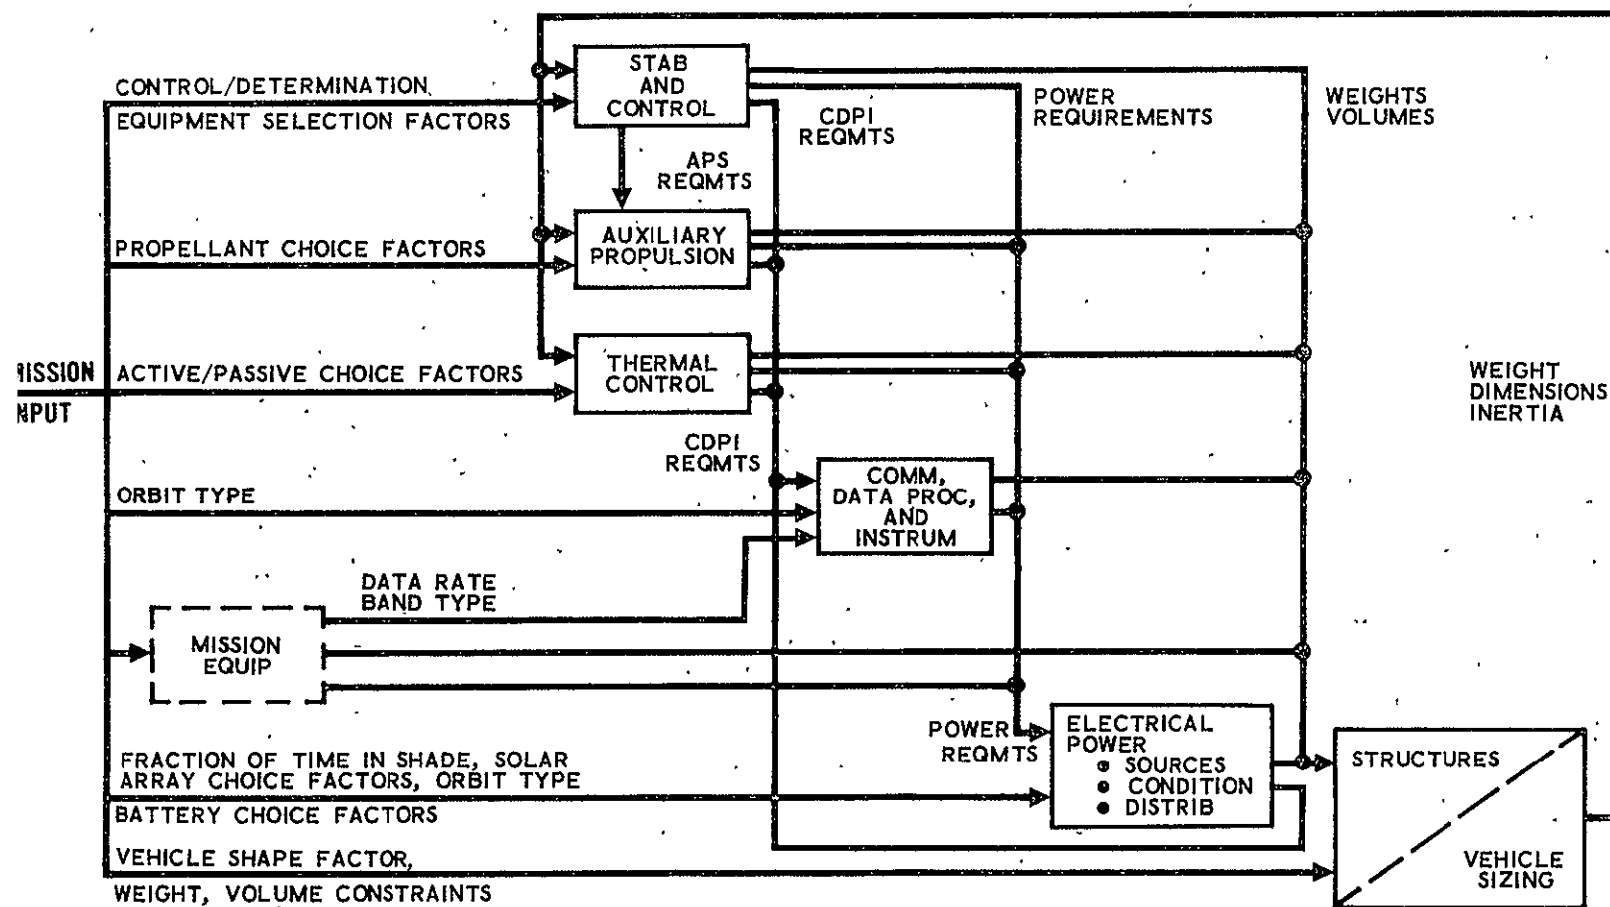 STAB
AND
CONTROL
CONTROL/DETERMINATION
EQUIPMENT SELECTION FACTORS
CDPI
REQMTS
POWER
REQUIREMENTS
WEIGHTS
VOLUMES
APS
REQMTS
PROPELLANT CHOICE FACTORS
AUXILIARY
PROPULSION
MISSION
INPUT
ACTIVE/PASSIVE CHOICE FACTORS
THERMAL
CONTROL
WEIGHT
DIMENSIONS
INERTIA
CDPI
REQMTS
ORBIT TYPE
COMM,
DATA PROC,
AND
INSTRUM
DATA RATE
BAND TYPE
MISSION
EQUIP
POWER
REQMTS
ELECTRICAL
POWER
● SOURCES
● CONDITION
● DISTRIB
FRACTION OF TIME IN SHADE, SOLAR
ARRAY CHOICE FACTORS, ORBIT TYPE
BATTERY CHOICE FACTORS
STRUCTURES
VEHICLE
SIZING
VEHICLE SHAPE FACTOR,
WEIGHT, VOLUME CONSTRAINTS